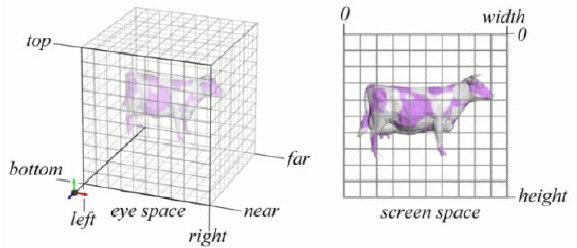 top
bottom
left
eye space
right
near
far
0
width
0
height
screen space